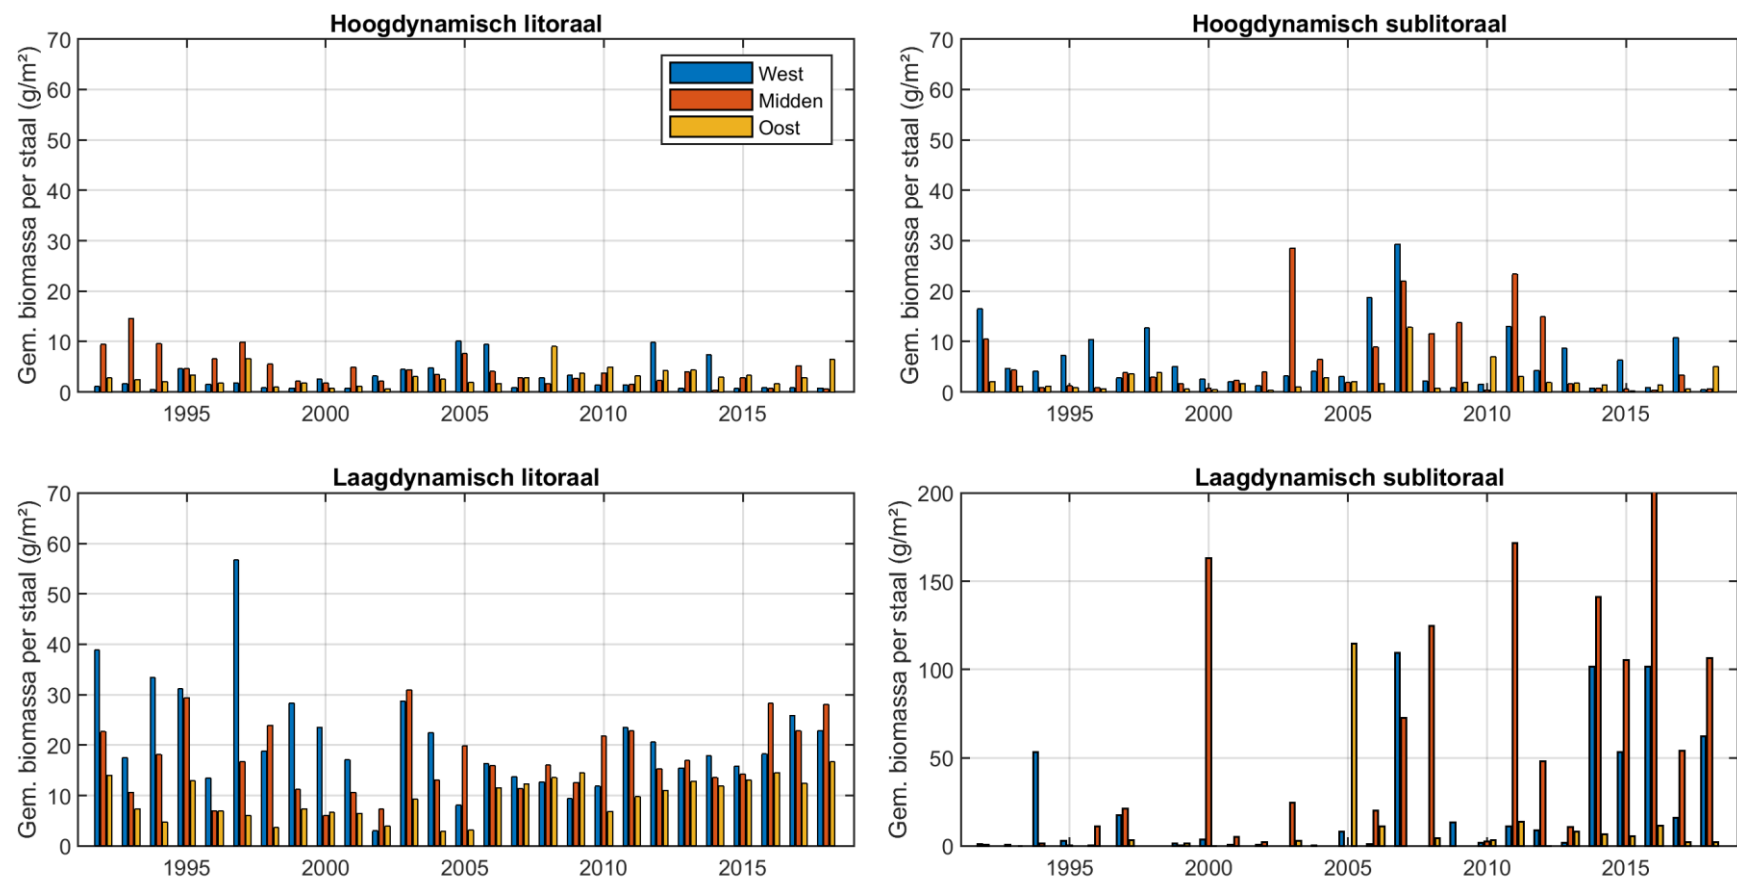 Hoogdynamisch litoraal
Gem. biomassa per staal (g/m²)
70
60
50
40
30
20
10
0
1995 2000 2005 2010 2015
West
Midden
Oost
Hoogdynamisch sublitoraal
Gem. biomassa per staal (g/m²)
70
60
50
40
30
20
10
0
1995 2000 2005 2010 2015
Laagdynamisch litoraal
Gem. biomassa per staal (g/m²)
70
60
50
40
30
20
10
0
1995 2000 2005 2010 2015
Laagdynamisch sublitoraal
Gem. biomassa per staal (g/m²)
200
150
100
50
0
1995 2000 2005 2010 2015